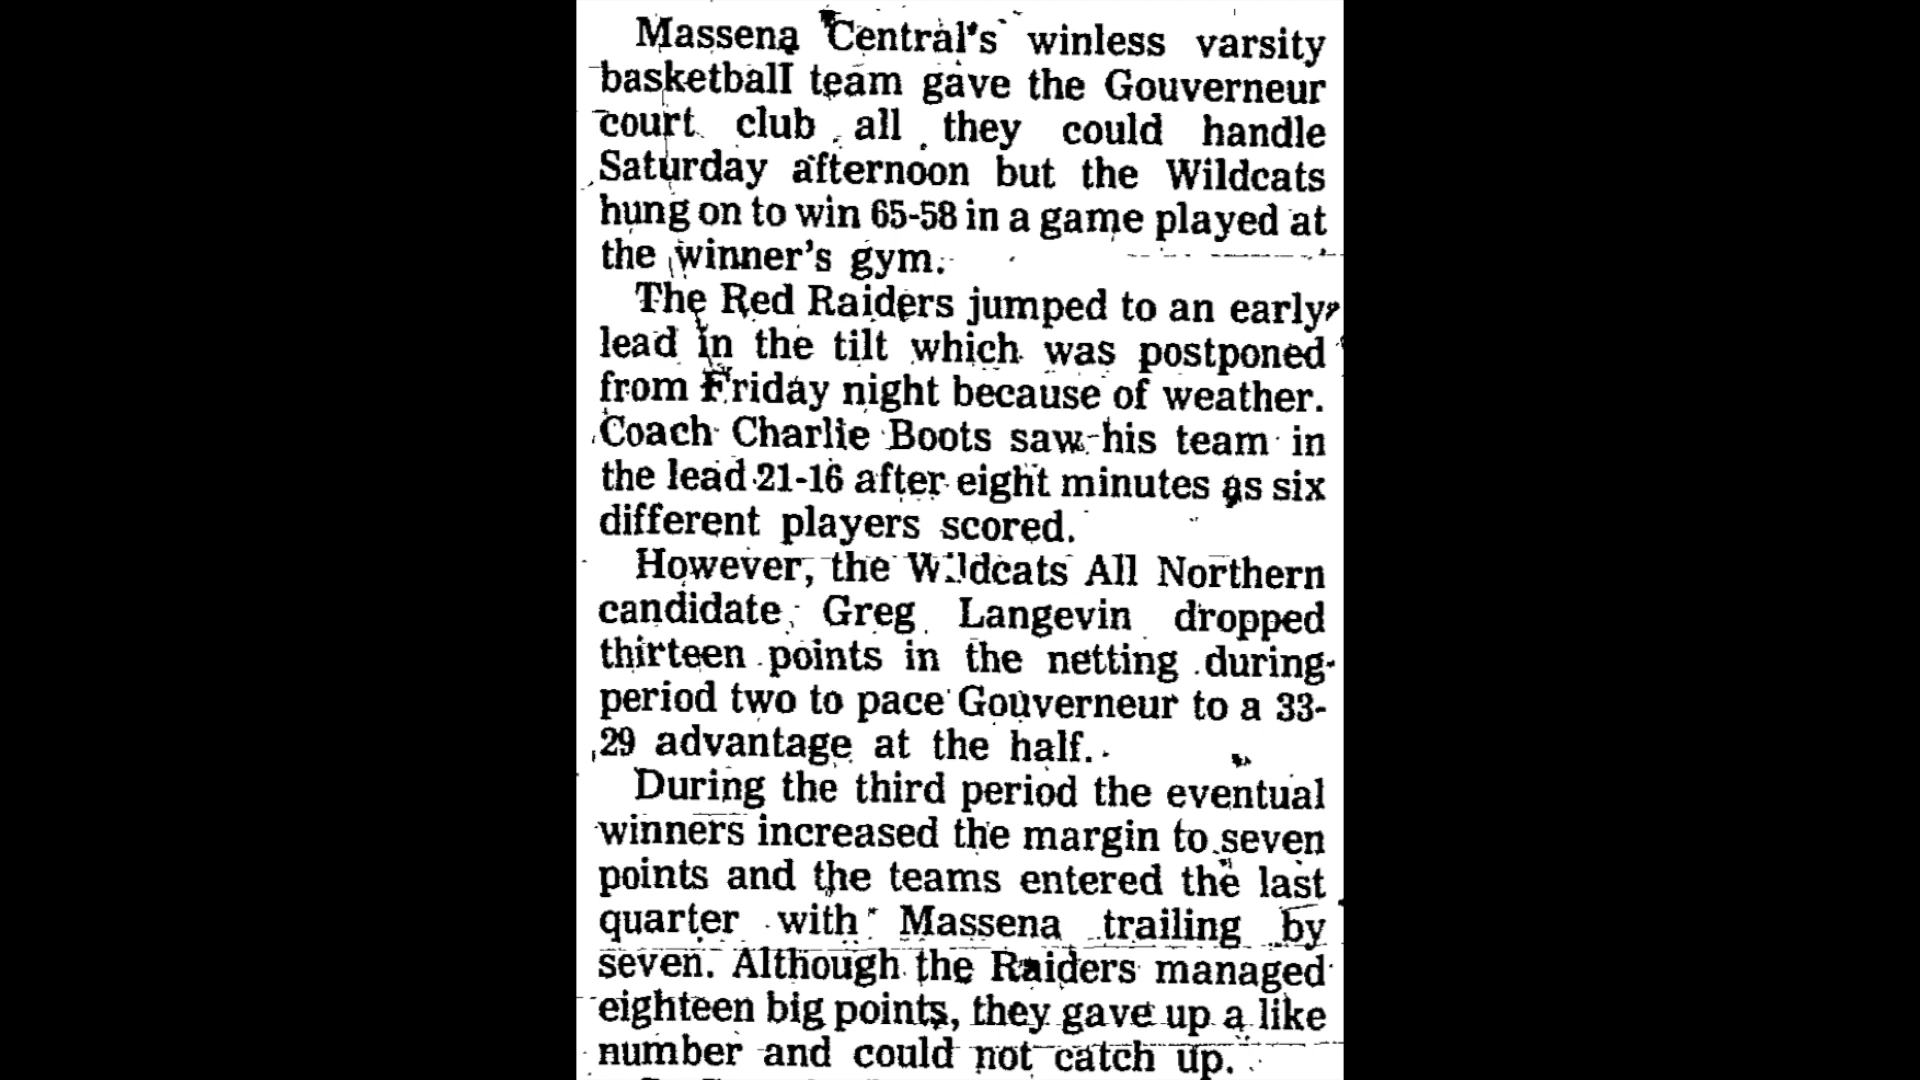 Massena Central's winless varsity
basketball team gave the Gouverneur
court club all they could handle
Saturday afternoon but the Wildcats
hung on to win 65-58 in a game played at
the winner's gym.
The Red Raiders jumped to an early
lead in the tilt which was postponed
from Friday night because of weather.
Coach Charlie Boots saw his team in
the lead 21-16 after eight minutes as six
different players scored.
However, the Wildcats All Northern
candidate Greg Langevin dropped
thirteen points in the netting during
period two to pace Gouverneur to a 33-
29 advantage at the half.
During the third period the eventual
winners increased the margin to seven
points and the teams entered the last
quarter with Massena trailing by
seven. Although the Raiders managed
eighteen big points, they gave up a like
number and could not catch up.